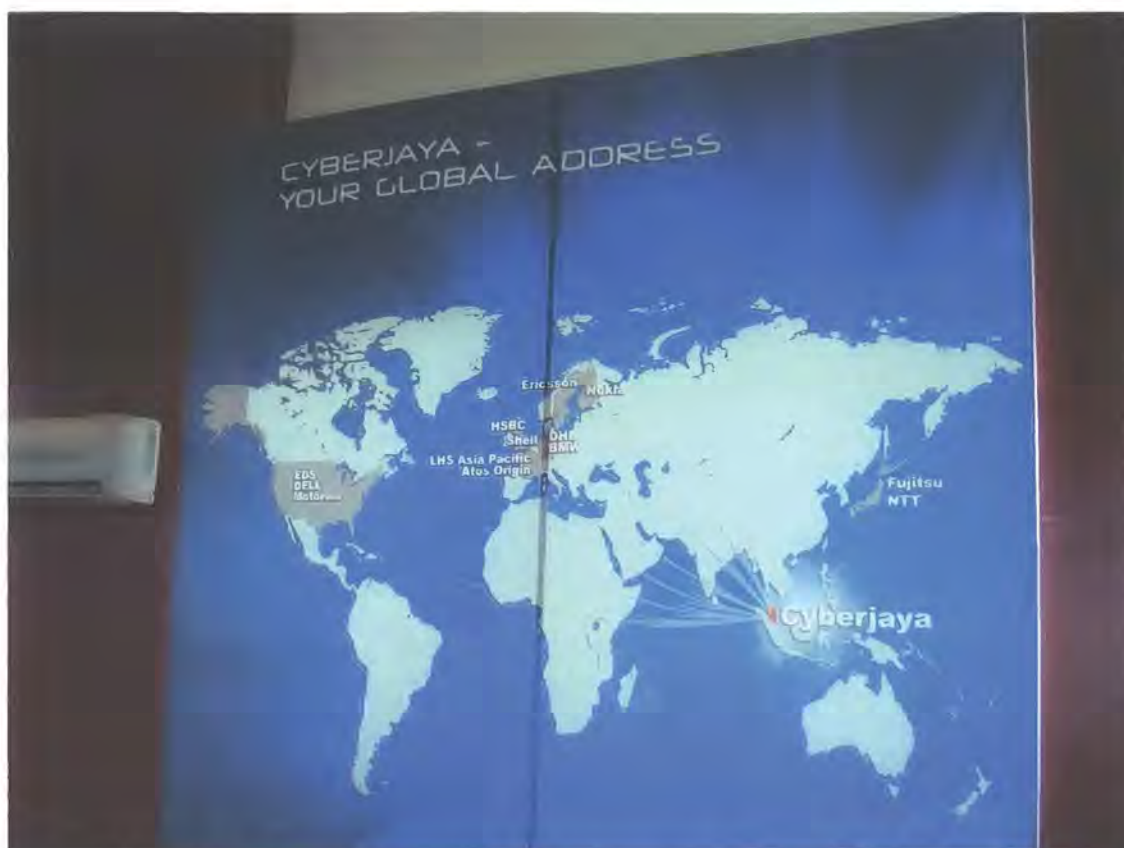 CYBERJAYA -
YOUR GLOBAL ADDRESS
Ericsson
Nokia
HSBC
Shell
DHL
BMW
LHS Asia Pacific
Atos Origin
EDS
DELL
Motorola
Fujitsu
NTT
Cyberjaya